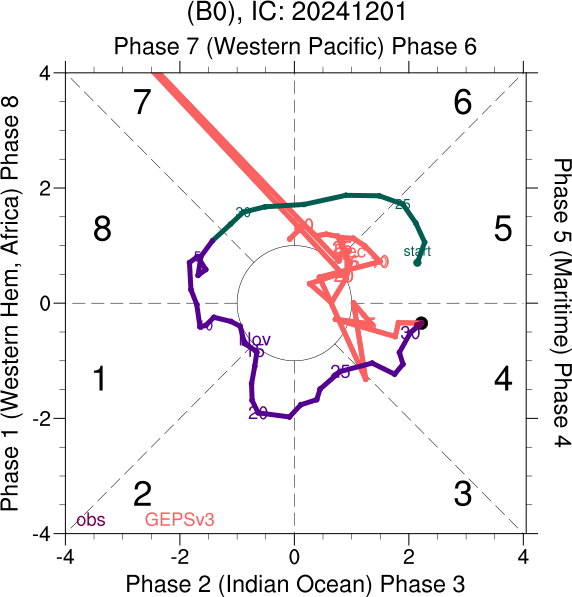 (B0), IC: 20241201
Phase 7 (Western Pacific) Phase 6
Phase 1 (Western Hem, Africa) Phase 8
Phase 5 (Maritime) Phase 4
4
2
0
-2
-4
7
6
8
5
1
4
2
3
30
25
start
5
Nov
15
20
25
30
obs
GEPSv3
-4
-2
0
2
4
Phase 2 (Indian Ocean) Phase 3